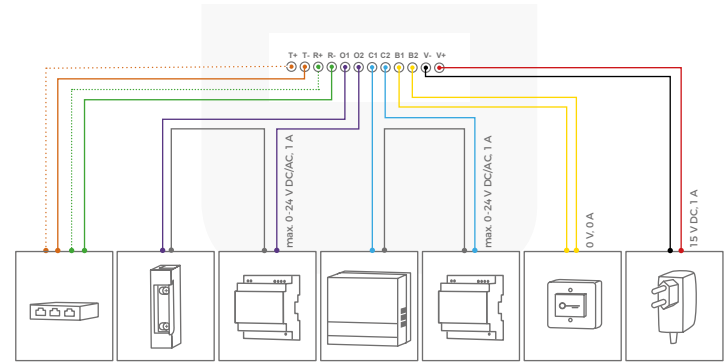 T+ T- R+ R- O1 O2 C1 C2 B1 B2 V- V+
max. 0-24 V DC/AC, 1 A
max. 0-24 V DC/AC, 1 A
0 V, 0 A
15 V DC, 1 A